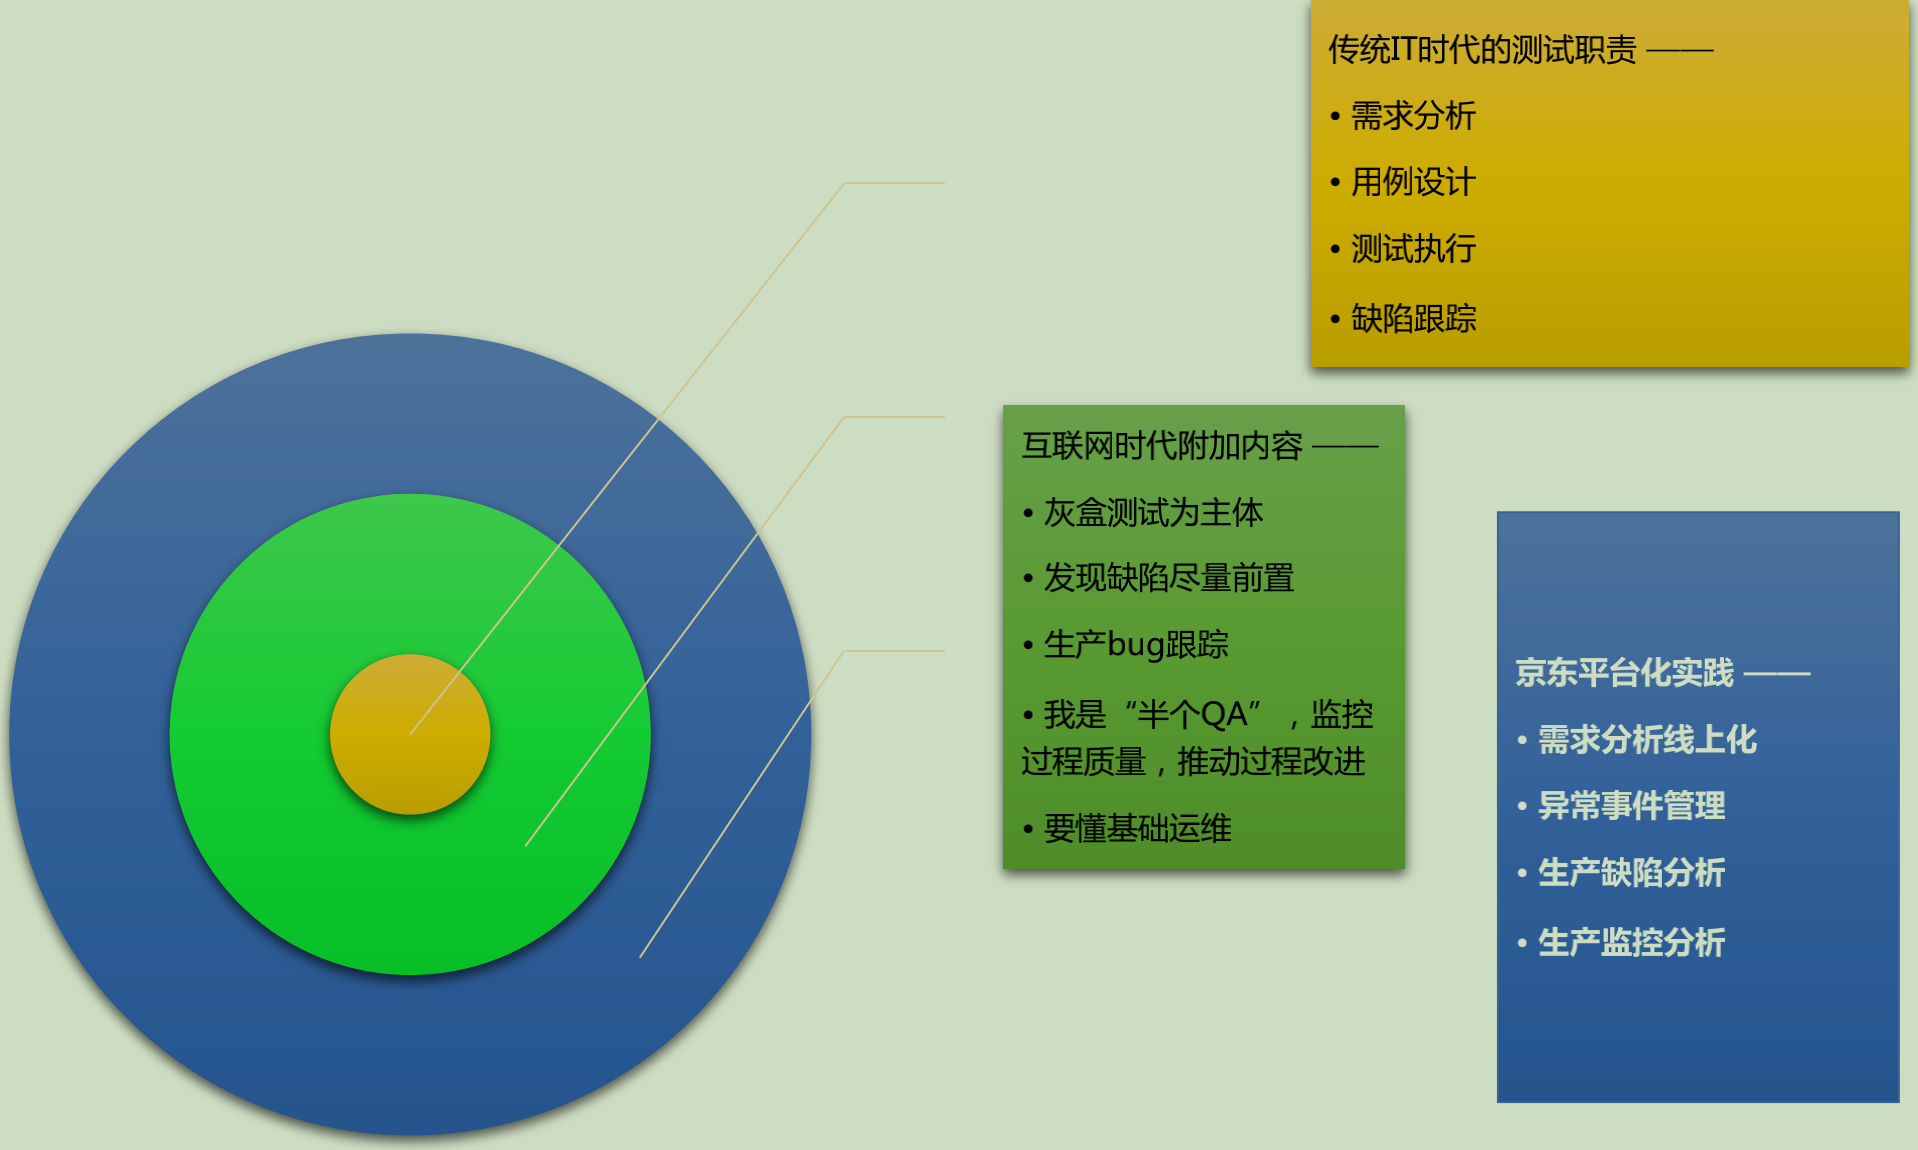 传统IT时代的测试职责 ——
• 需求分析
• 用例设计
• 测试执行
• 缺陷跟踪
互联网时代附加内容 ——
• 灰盒测试为主体
• 发现缺陷尽量前置
• 生产bug跟踪
• 我是“半个QA”，监控
过程质量，推动过程改进
• 要懂基础运维
京东平台化实践 ——
• 需求分析线上化
• 异常事件管理
• 生产缺陷分析
• 生产监控分析